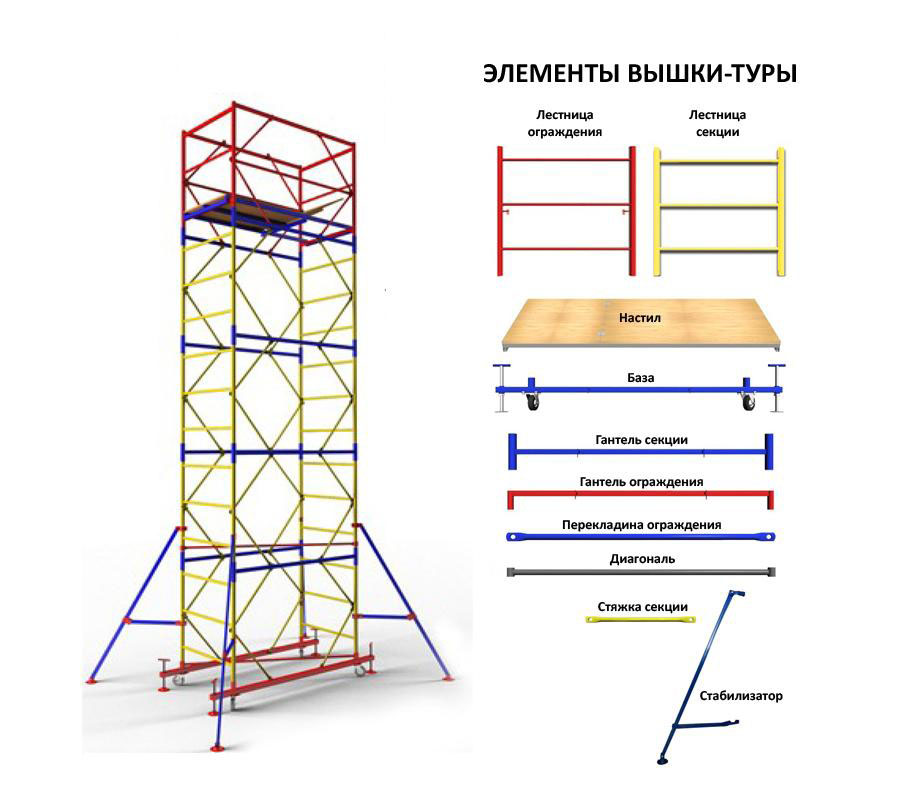 ЭЛЕМЕНТЫ ВЫШКИ-ТУРЫ
Лестница
ограждения
Лестница
секции
Настил
База
Гантель секции
Гантель ограждения
Перекладина ограждения
Диагональ
Стяжка секции
Стабилизатор